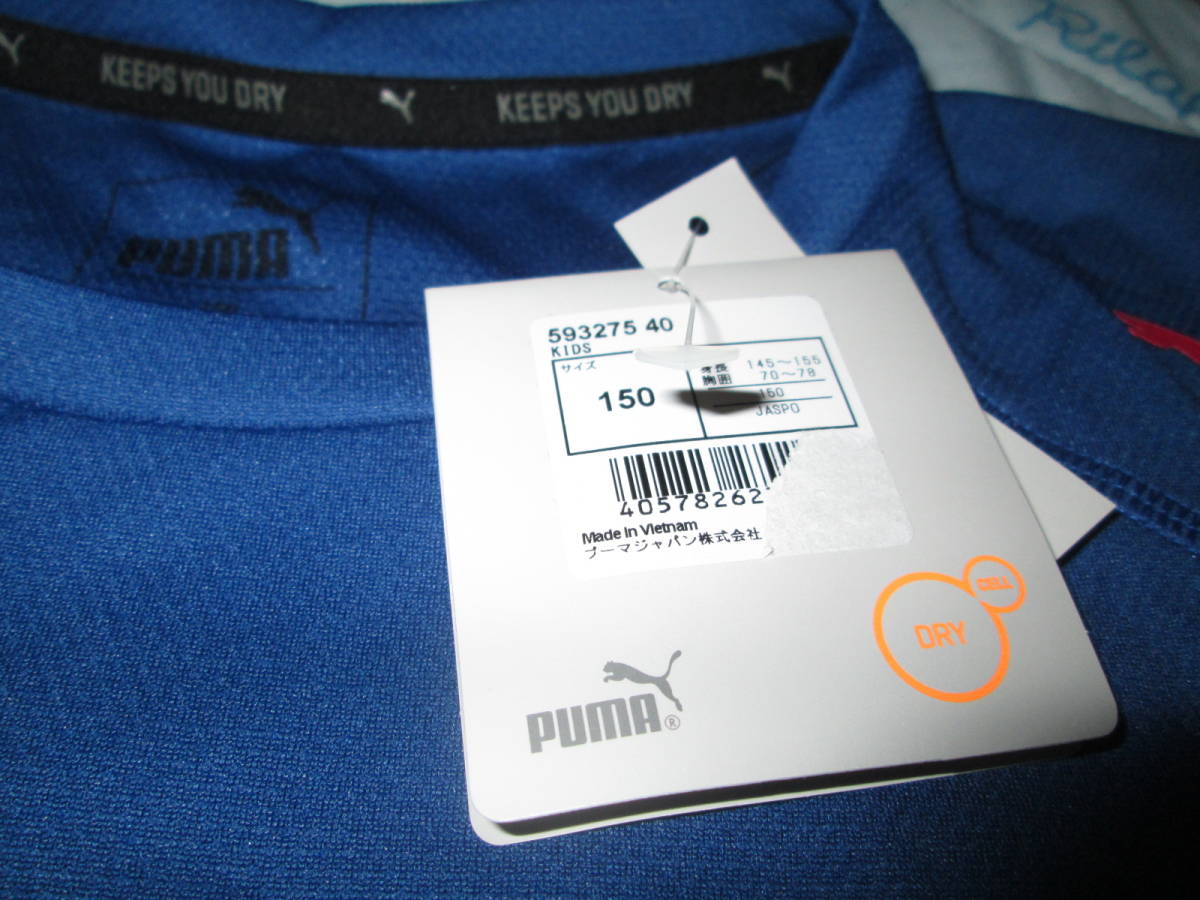 KEEPS YOU DRY KEEPS YOU DRY
PUMA
593275 40
KIDS
サイズ
150
身長 145～155
胸囲 70～78
150
JASPO
40578262
Made in Vietnam
プーマジャパン株式会社
CELL
DRY
PUMA®